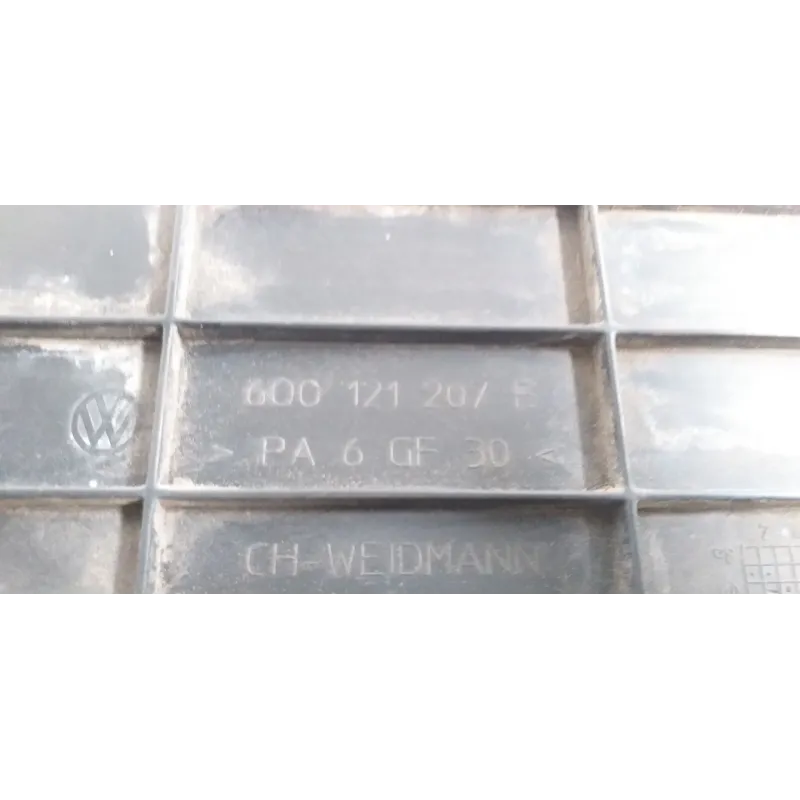 6Q0 121 207
> PA 6 GF 30 <
CH-WEIDMANN